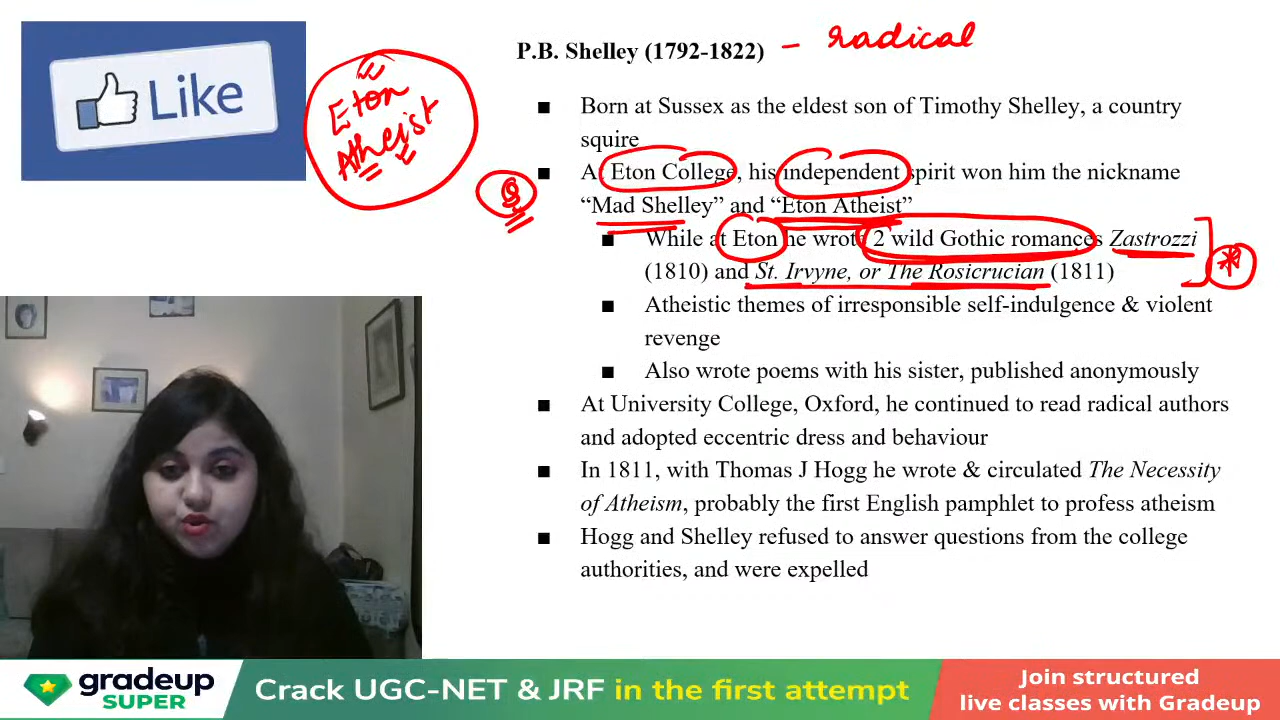 Like
Eton
Atheist
P.B. Shelley (1792-1822) – radical
■ Born at Sussex as the eldest son of Timothy Shelley, a country
squire
■ At Eton College, his independent spirit won him the nickname
“Mad Shelley” and “Eton Atheist”
■ While at Eton he wrote 2 wild Gothic romances Zastrozzi
(1810) and St. Irvyne, or The Rosicrucian (1811)
■ Atheistic themes of irresponsible self-indulgence & violent
revenge
■ Also wrote poems with his sister, published anonymously
■ At University College, Oxford, he continued to read radical authors
and adopted eccentric dress and behaviour
■ In 1811, with Thomas J Hogg he wrote & circulated The Necessity
of Atheism, probably the first English pamphlet to profess atheism
■ Hogg and Shelley refused to answer questions from the college
authorities, and were expelled
gradeup
SUPER
Crack UGC-NET & JRF in the first attempt
Join structured
live classes with Gradeup